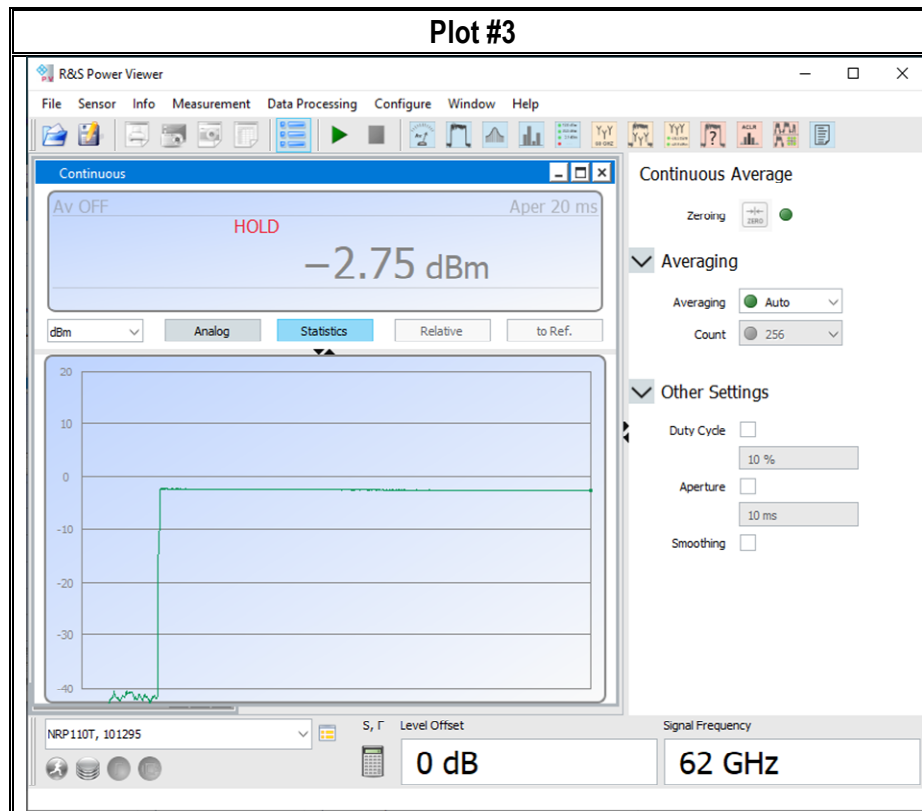 Plot #3
R&S Power Viewer
File Sensor Info Measurement Data Processing Configure Window Help
Continuous
Av OFF
Aper 20 ms
HOLD
−2.75 dBm
dBm
Analog
Statistics
Relative
to Ref.
20
10
0
-10
-20
-30
-40
Continuous Average
Zeroing
ZERO
Averaging
Averaging
Auto
Count
256
Other Settings
Duty Cycle
10 %
Aperture
10 ms
Smoothing
NRP110T, 101295
S, Γ
Level Offset
0 dB
Signal Frequency
62 GHz